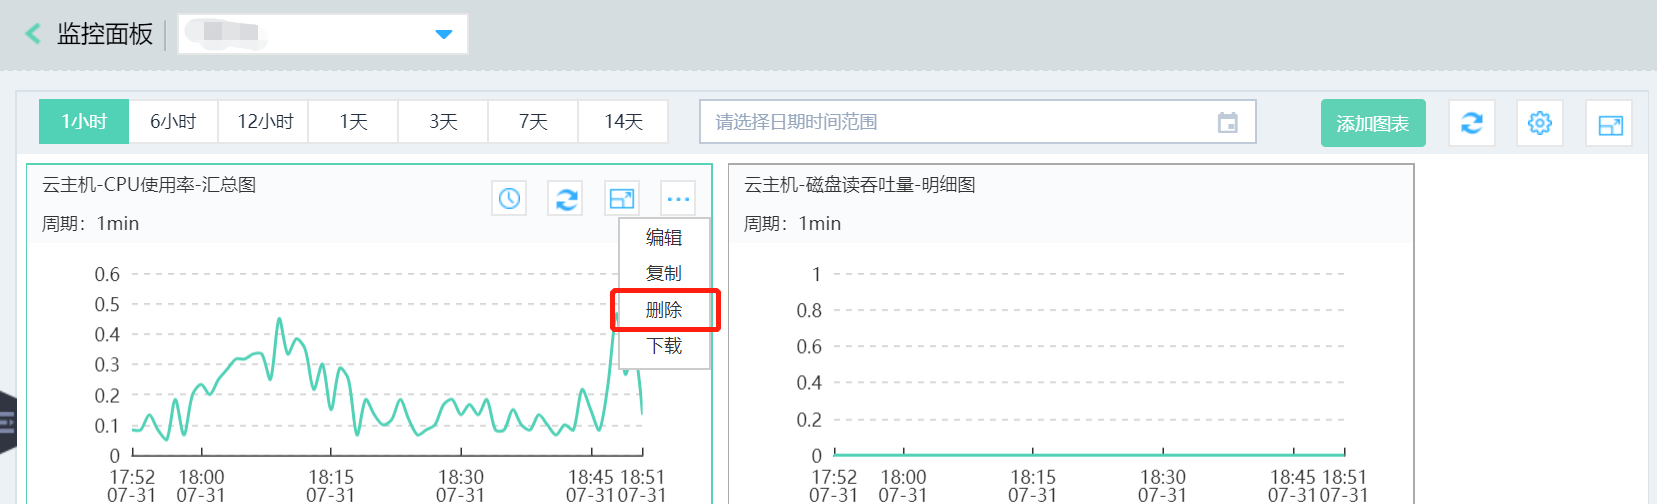 监控面板
1小时 6小时 12小时 1天 3天 7天 14天 请选择日期时间范围 添加图表
云主机-CPU使用率-汇总图
周期：1min
编辑
复制
删除
下载
0.6
0.5
0.4
0.3
0.2
0.1
0
17:52 18:00 18:15 18:30 18:45 18:51
07-31 07-31 07-31 07-31 07-31 07-31
云主机-磁盘读吞吐量-明细图
周期：1min
1
0.8
0.6
0.4
0.2
0
17:52 18:00 18:15 18:30 18:45 18:51
07-31 07-31 07-31 07-31 07-31 07-31